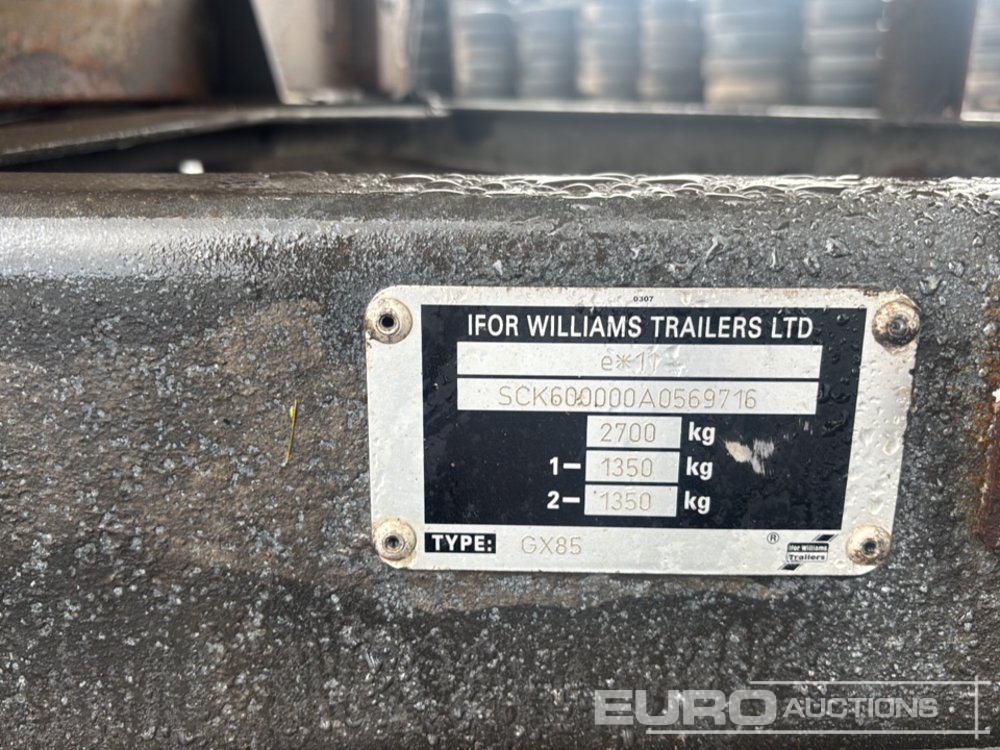 0307
IFOR WILLIAMS TRAILERS LTD
e*11
SCK600000A0569716
2700 kg
1- 1350 kg
2- 1350 kg
TYPE: GX85
®
Ifor Williams
Trailers
EURO AUCTIONS